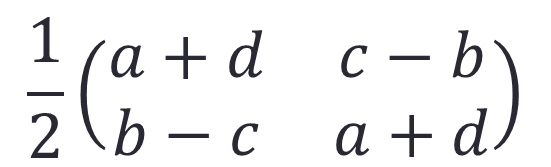 1/2 (a + d   c − b
b − c   a + d)